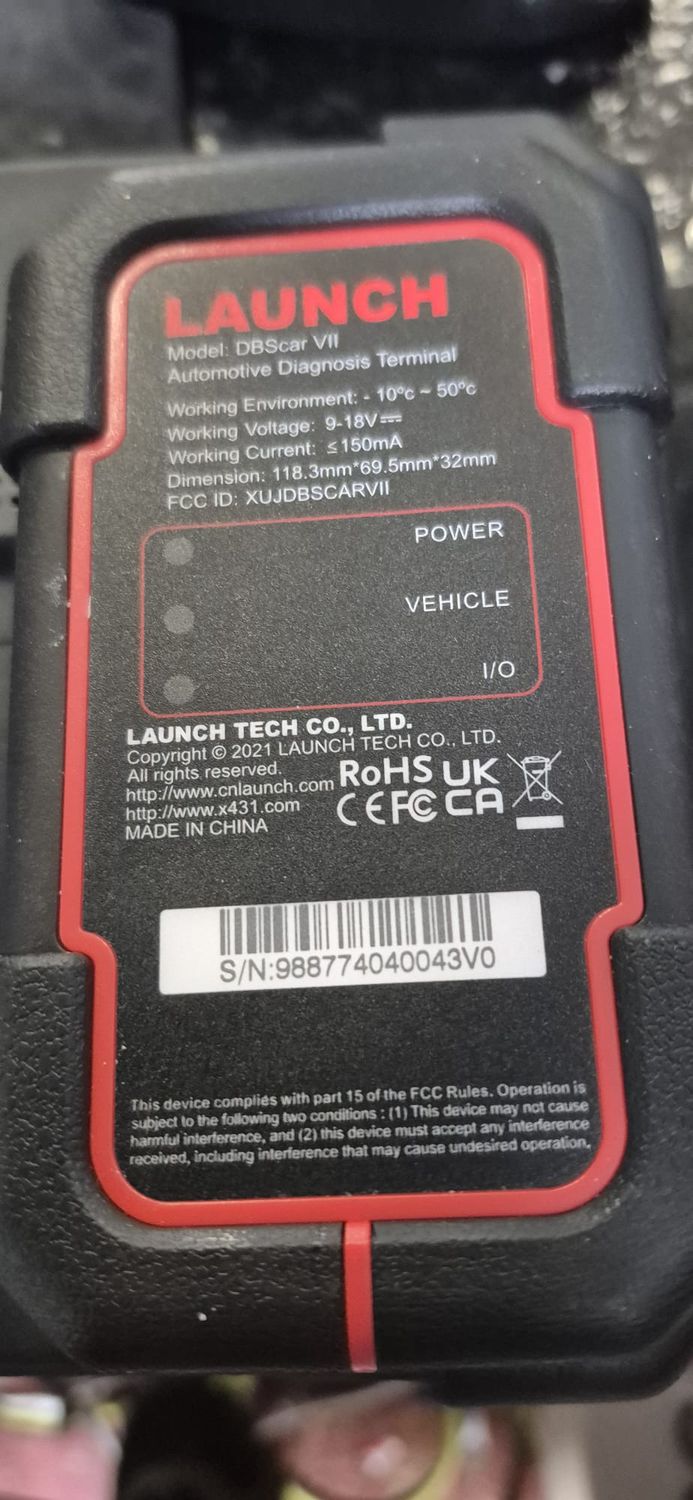 LAUNCH
Model: DBScar VII
Automotive Diagnosis Terminal
Working Environment: - 10°c ~ 50°c
Working Voltage: 9-18V⎓
Working Current: ≤150mA
Dimension: 118.3mm*69.5mm*32mm
FCC ID: XUJDBSCARVII
POWER
VEHICLE
I/O
LAUNCH TECH CO., LTD.
Copyright © 2021 LAUNCH TECH CO., LTD.
All rights reserved.
http://www.cnlaunch.com
http://www.x431.com
MADE IN CHINA
RoHS UK
CE FC CA
S/N:988774040043V0
This device complies with part 15 of the FCC Rules. Operation is
subject to the following two conditions : (1) This device may not cause
harmful interference, and (2) this device must accept any interference
received, including interference that may cause undesired operation.